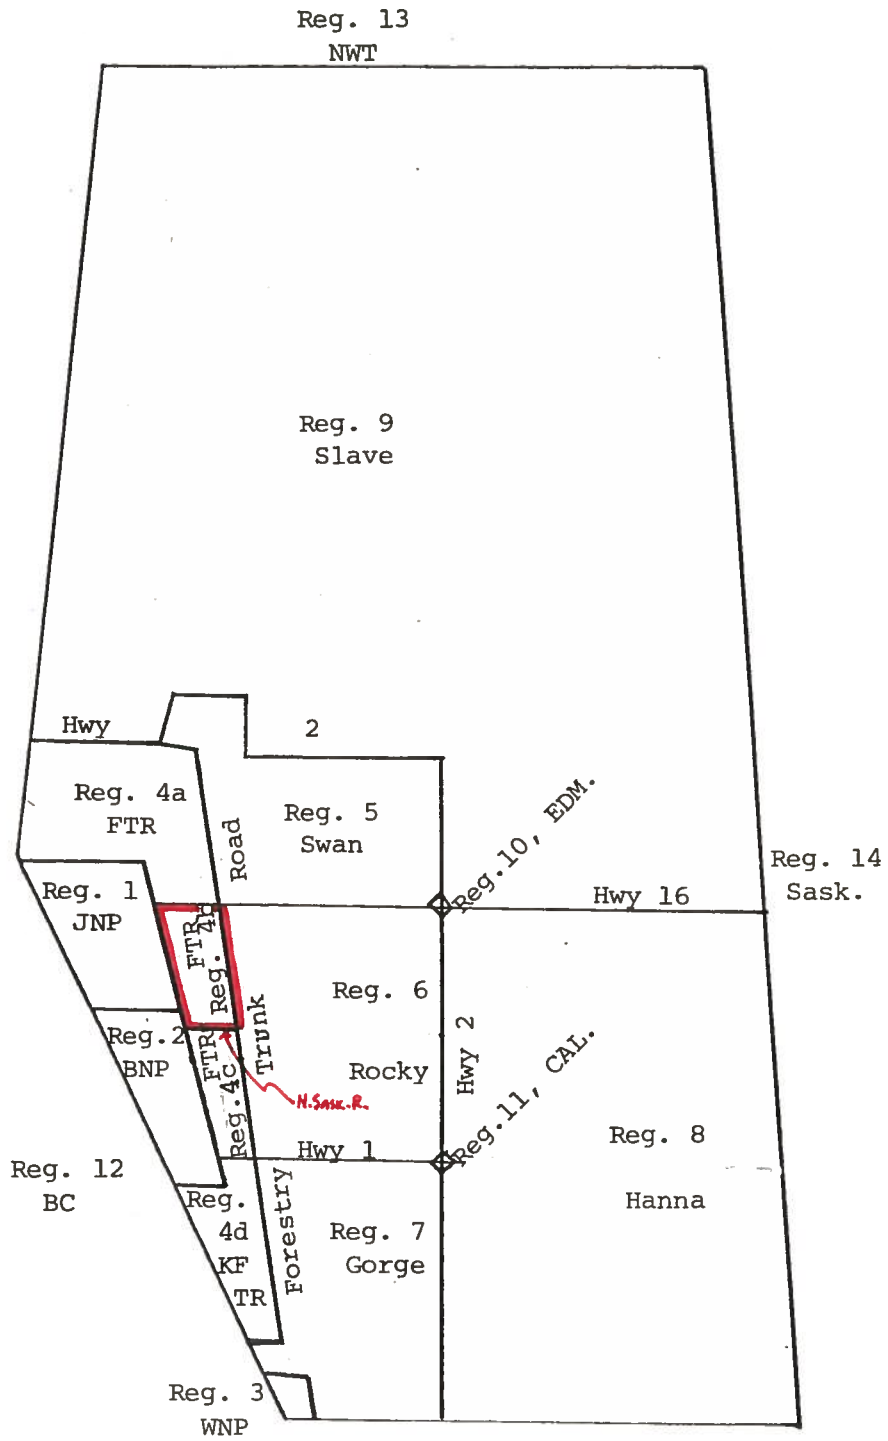 Reg. 13
NWT
Reg. 9
Slave
Hwy 2
Reg. 4a
FTR
Reg. 5
Swan
Road
Reg.10, EDM.
Reg. 14
Sask.
Hwy 16
Reg. 1
JNP
FTR
Reg. 4b
Reg. 6
Rocky
Trunk
Hwy 2
Reg.2
BNP
FTR
Reg.4c
N.SASK.R.
Reg.11, CAL.
Hwy 1
Reg. 8
Hanna
Reg. 12
BC
Reg.
4d
KF
TR
Forestry
Reg. 7
Gorge
Reg. 3
WNP